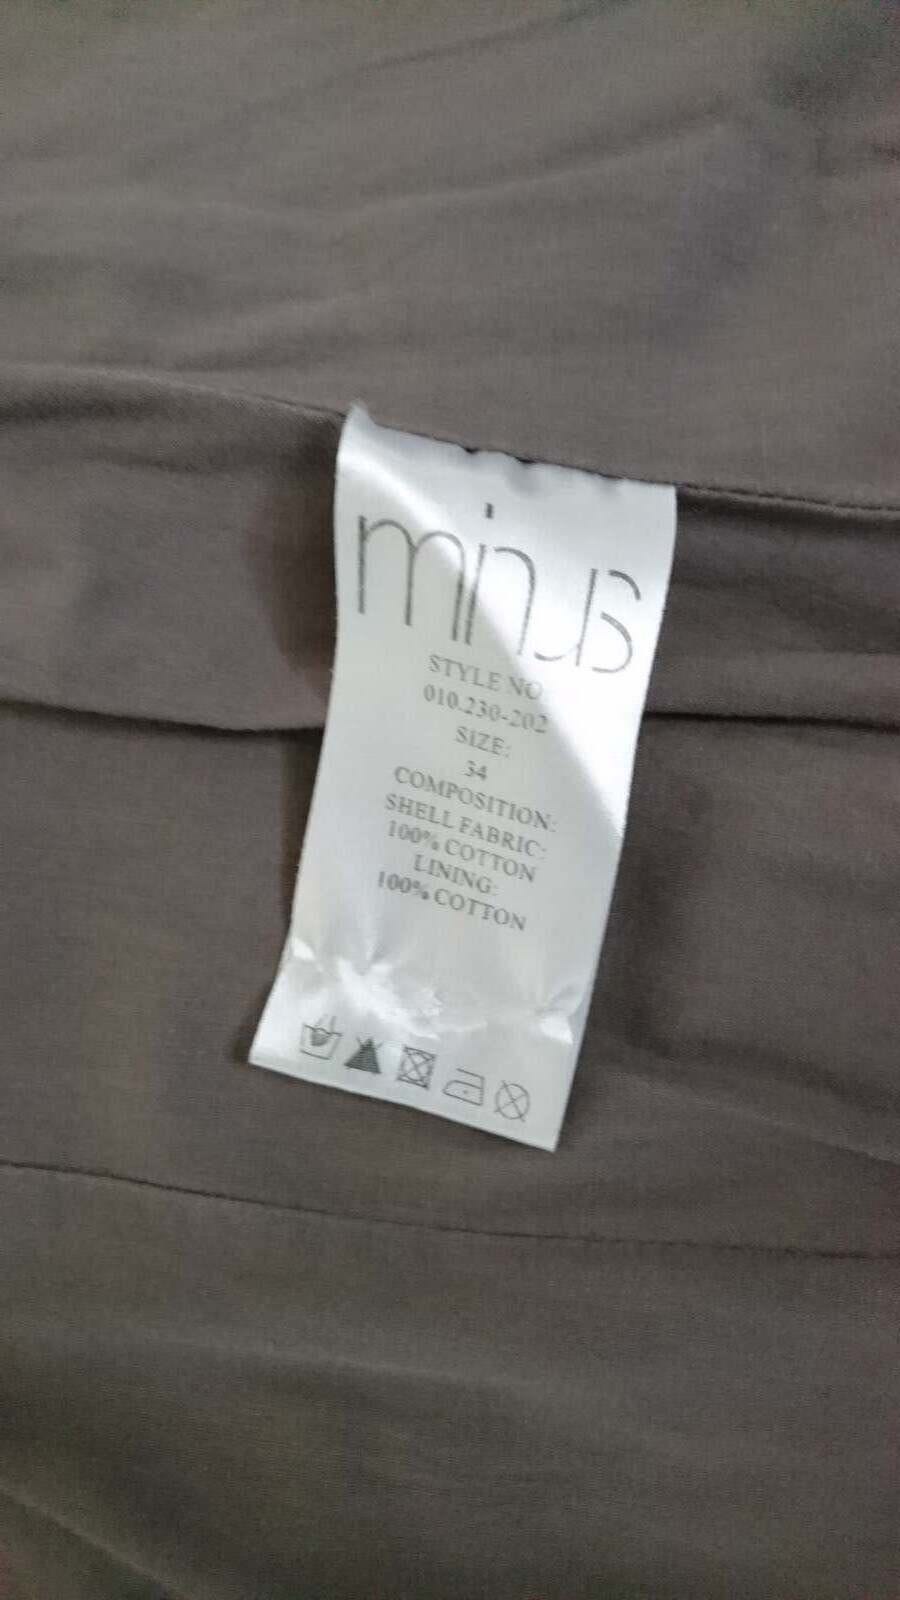 minus
STYLE NO
010.230-202
SIZE:
34
COMPOSITION:
SHELL FABRIC:
100% COTTON
LINING:
100% COTTON